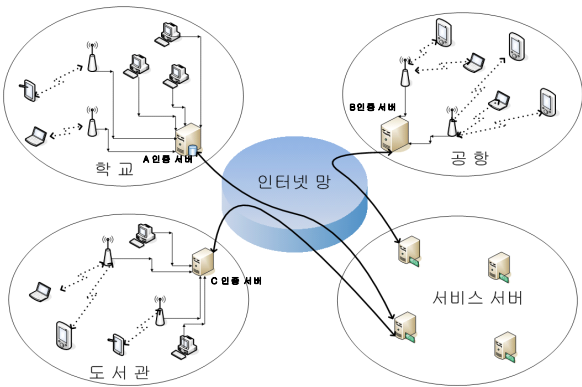 학 교
A 인증 서버
B인증 서버
공 항
인터넷 망
C 인증 서버
도 서 관
서비스 서버